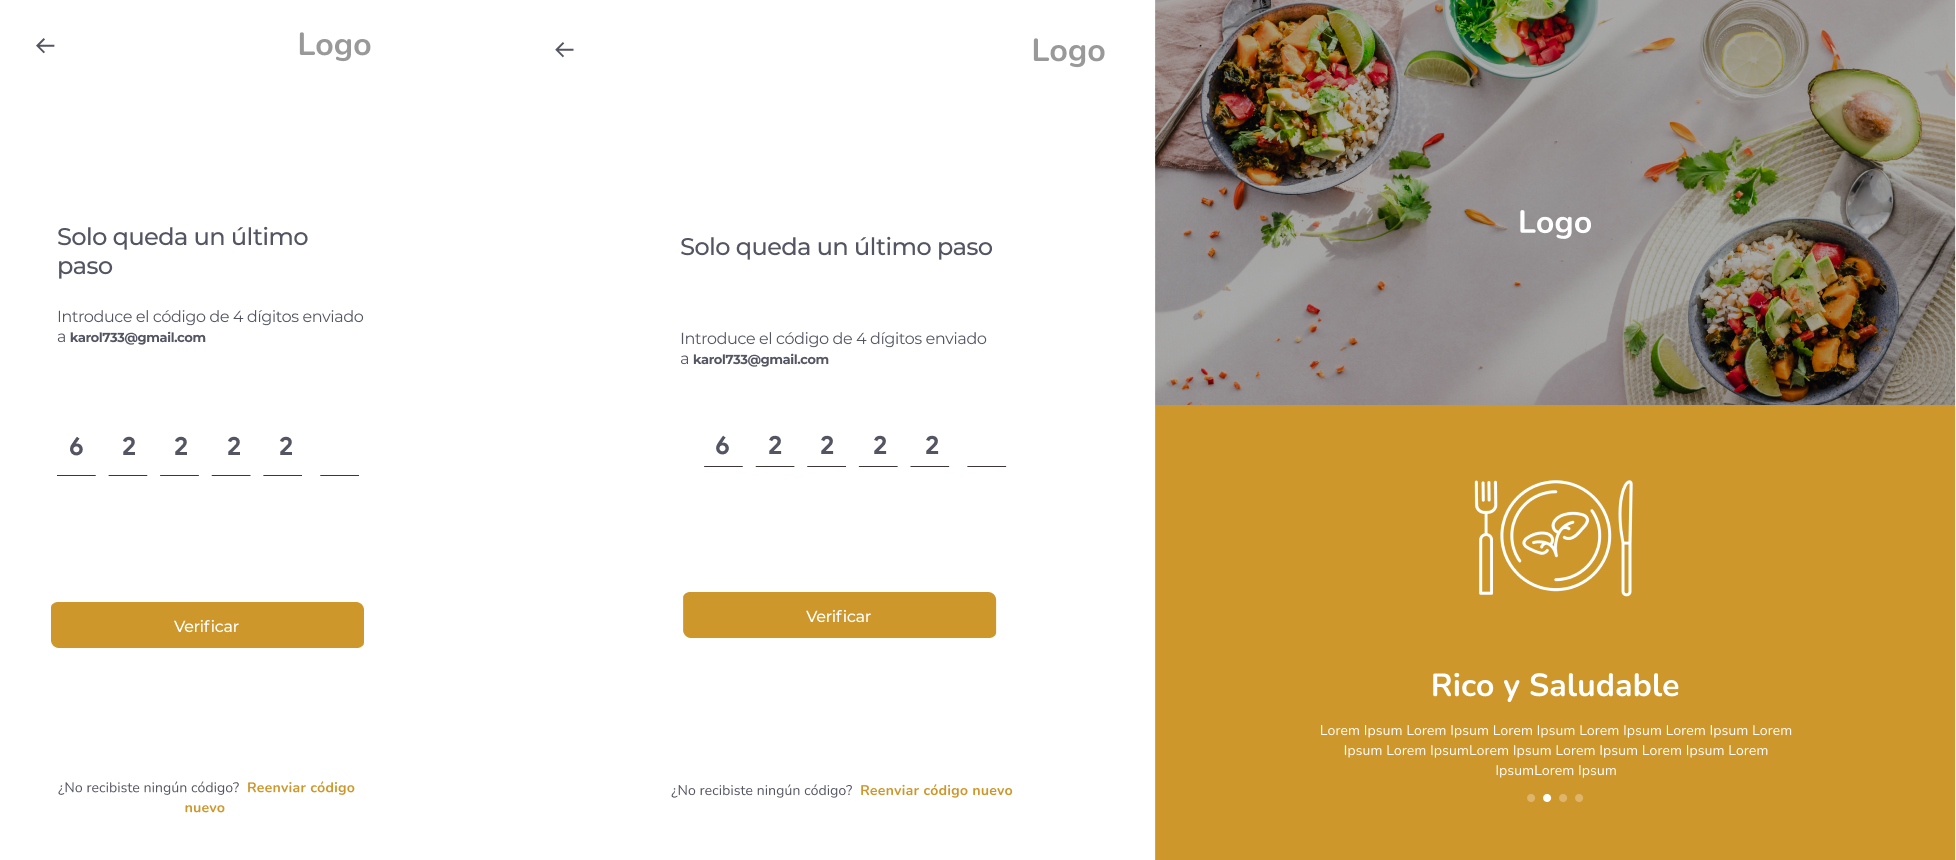 Logo
Solo queda un último
paso
Introduce el código de 4 dígitos enviado
a karol733@gmail.com
6 2 2 2 2
Verificar
¿No recibiste ningún código? Reenviar código
nuevo
Logo
Solo queda un último paso
Introduce el código de 4 dígitos enviado
a karol733@gmail.com
6 2 2 2 2
Verificar
¿No recibiste ningún código? Reenviar código nuevo
Logo
Rico y Saludable
Lorem Ipsum Lorem Ipsum Lorem Ipsum Lorem Ipsum Lorem Ipsum Lorem
Ipsum Lorem IpsumLorem Ipsum Lorem Ipsum Lorem Ipsum Lorem
IpsumLorem Ipsum